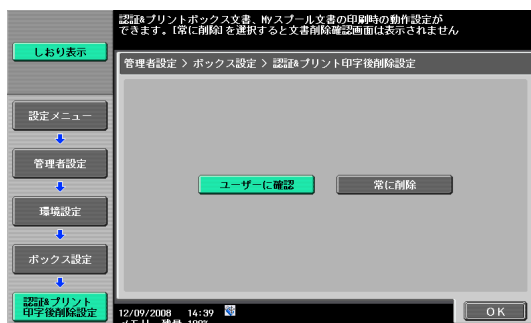 認証&プリントボックス文書、Myスプール文書の印刷時の動作設定が
できます。[常に削除]を選択すると文書削除確認画面は表示されません
しおり表示
管理者設定 > ボックス設定 > 認証&プリント印字後削除設定
設定メニュー
管理者設定
環境設定
ボックス設定
認証&プリント
印字後削除設定
ユーザーに確認
常に削除
12/09/2008 14:39
メモリ 残量 100%
OK